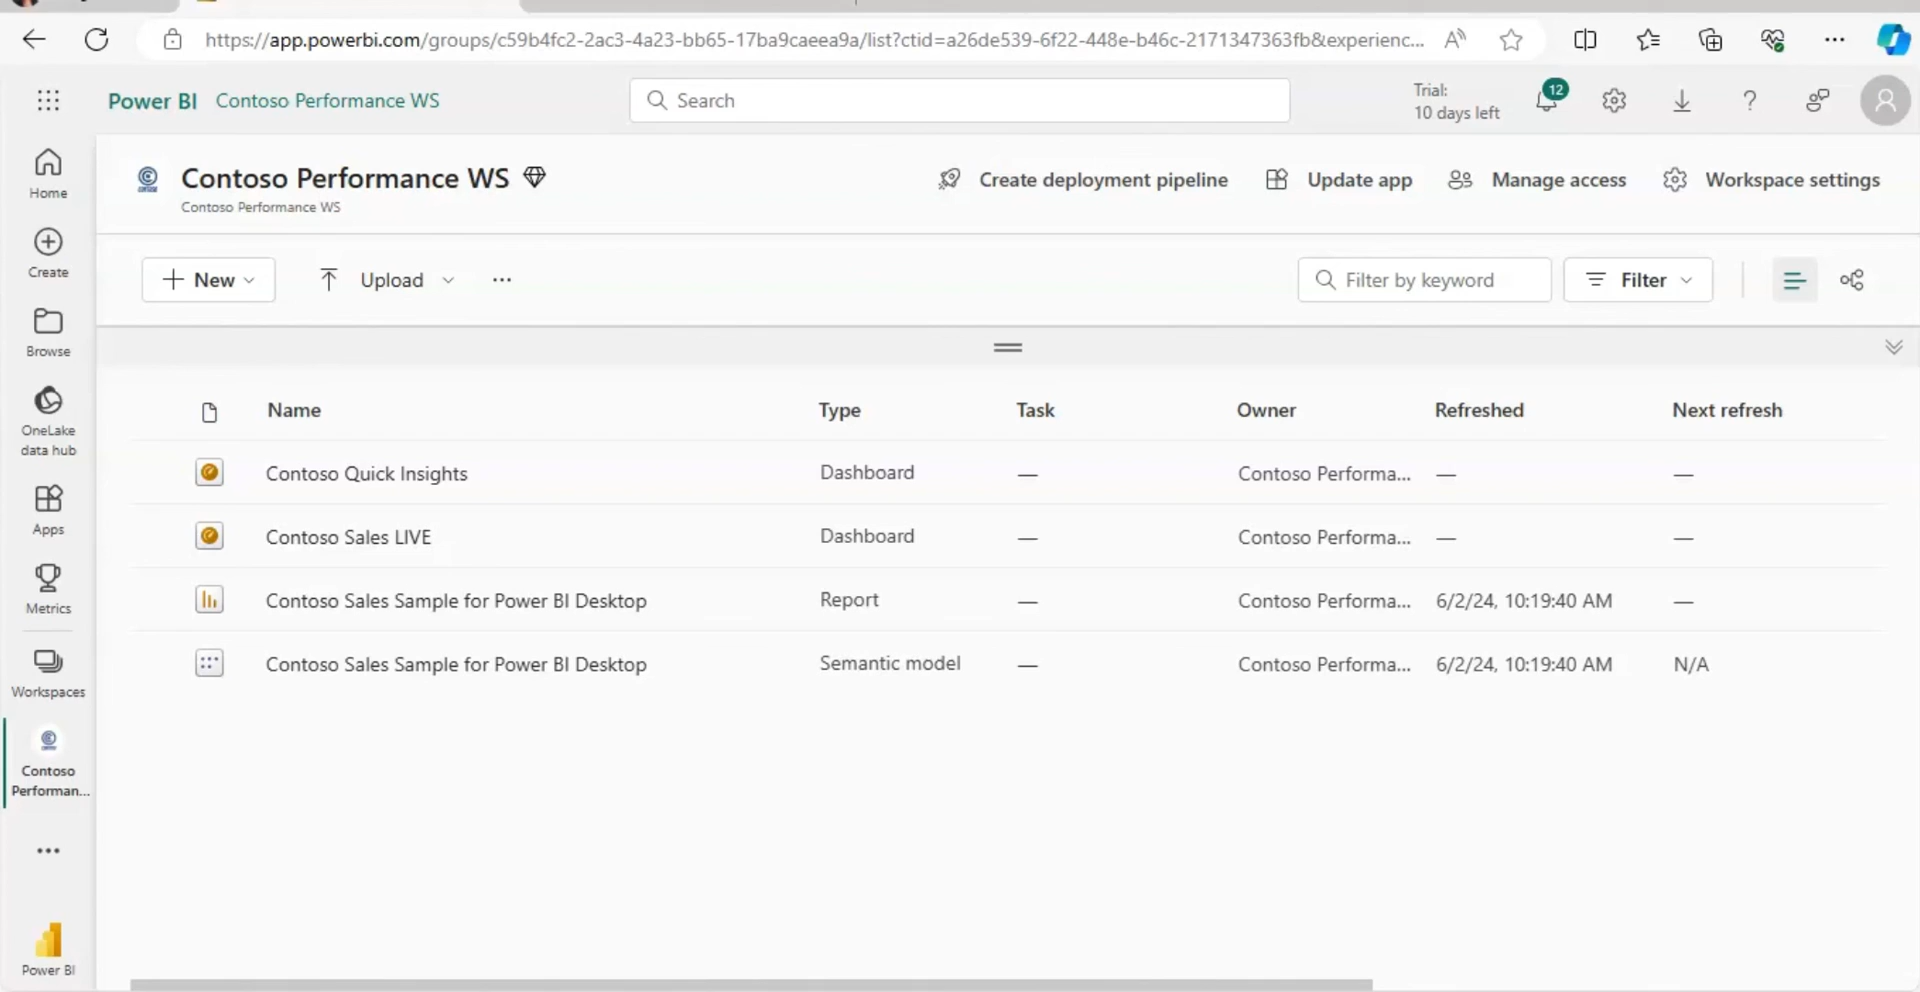 https://app.powerbi.com/groups/c59b4fc2-2ac3-4a23-bb65-17ba9caeea9a/list?ctid=a26de539-6f22-448e-b46c-2171347363fb&experienc...
Power BI Contoso Performance WS
Search
Trial:
10 days left
12
Home
Create
Browse
OneLake
data hub
Apps
Metrics
Workspaces
Contoso
Performan...
Power BI
Contoso Performance WS
Contoso Performance WS
Create deployment pipeline Update app Manage access Workspace settings
New Upload Filter by keyword Filter
Name Type Task Owner Refreshed Next refresh
Contoso Quick Insights Dashboard — Contoso Performa... — —
Contoso Sales LIVE Dashboard — Contoso Performa... — —
Contoso Sales Sample for Power BI Desktop Report — Contoso Performa... 6/2/24, 10:19:40 AM —
Contoso Sales Sample for Power BI Desktop Semantic model — Contoso Performa... 6/2/24, 10:19:40 AM N/A